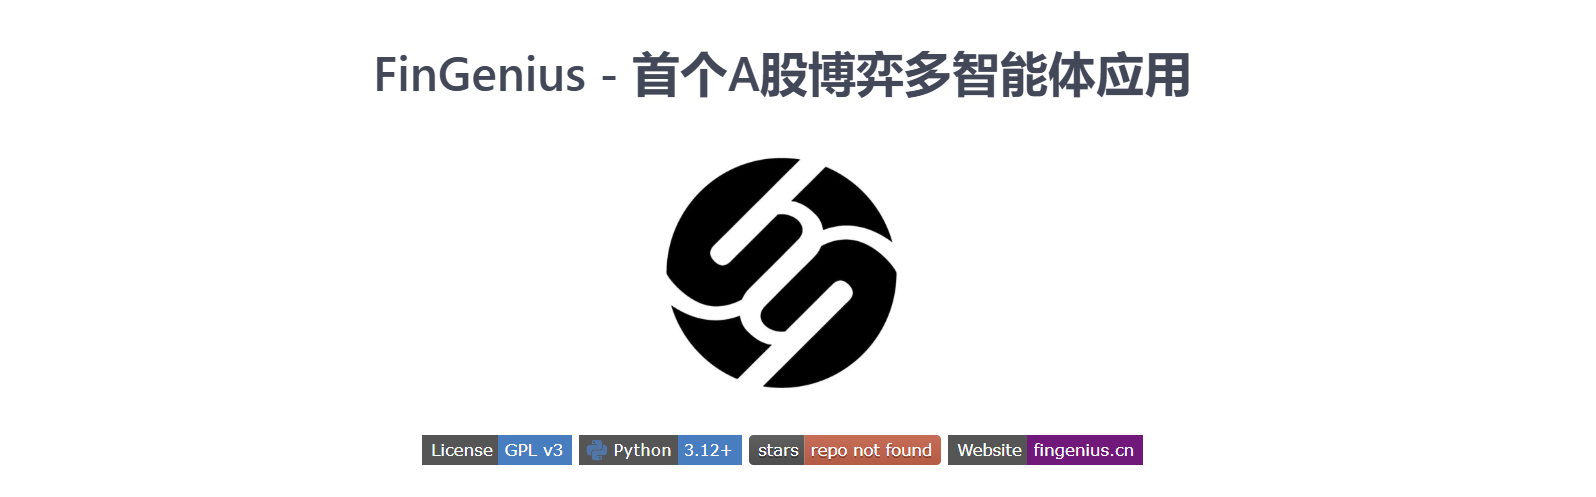 FinGenius - 首个A股博弈多智能体应用
License GPL v3 Python 3.12+ stars repo not found Website fingenius.cn